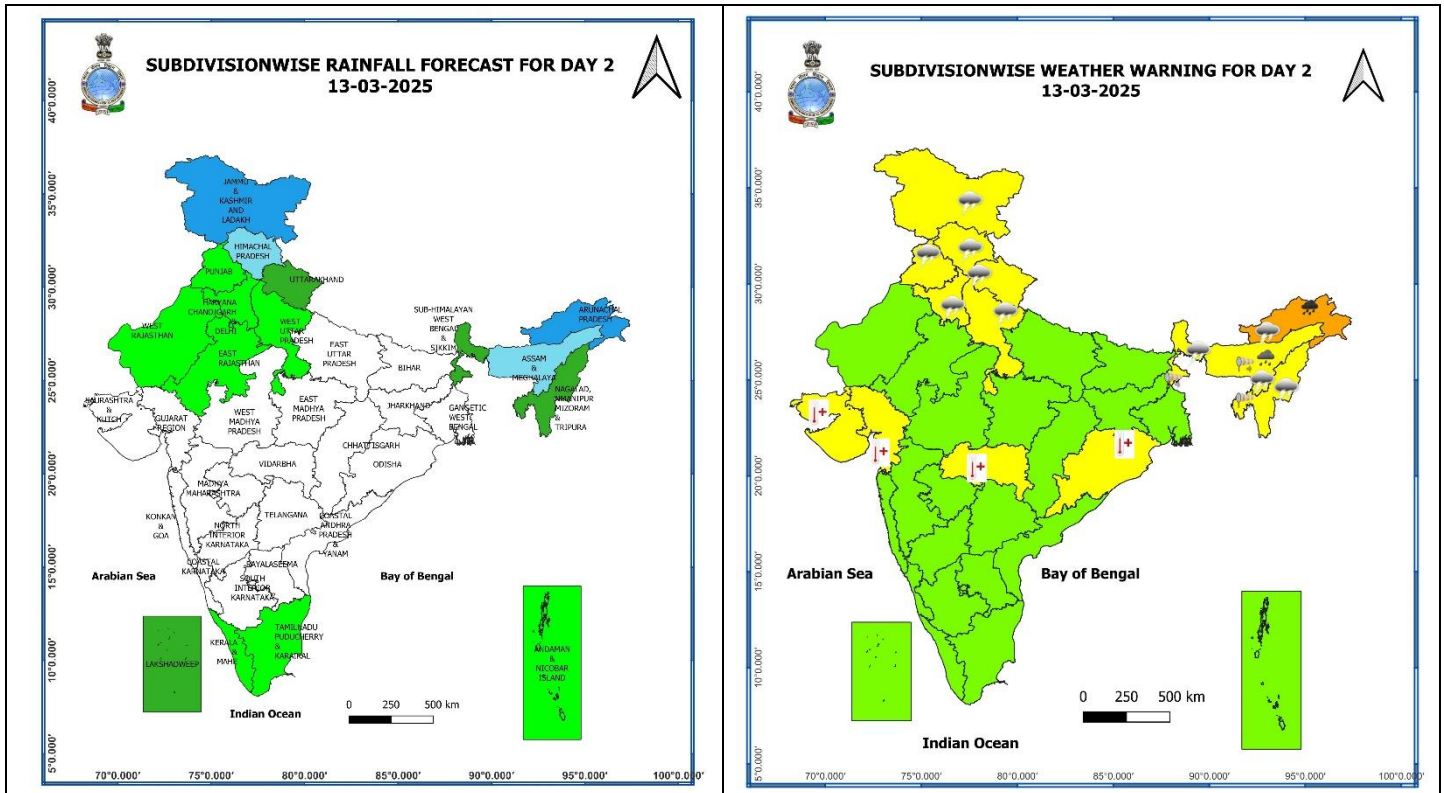 SUBDIVISIONWISE RAINFALL FORECAST FOR DAY 2
13-03-2025
40°0.000'
35°0.000'
30°0.000'
25°0.000'
20°0.000'
15°0.000'
10°0.000'
5°0.000'
JAMMU
&
KASHMIR
AND
LADAKH
HIMACHAL
PRADESH
PUNJAB
UTTARAKHAND
HARYANA
CHANDIGARH
&
DELHI
WEST
RAJASTHAN
WEST
UTTAR
PRADESH
EAST
RAJASTHAN
EAST
UTTAR
PRADESH
SUB-HIMALAYAN
WEST
BENGAL
&
SIKKIM
ARUNACHAL
PRADESH
ASSAM
&
MEGHALAYA
BIHAR
NAGALAD,
MANIPUR
MIZORAM
&
TRIPURA
SAURASHTRA
&
KUTCH
GUJARAT
REGION
WEST
MADHYA
PRADESH
EAST
MADHYA
PRADESH
JHARKHAND
GANGETIC
WEST
BENGAL
CHHATTISGARH
ODISHA
VIDARBHA
MADHYA
MAHARASHTRA
KONKAN
&
GOA
TELANGANA
COASTAL
ANDHRA
PRADESH
&
YANAM
NORTH
INTERIOR
KARNATAKA
COASTAL
KARNATAKA
RAYALASEEMA
SOUTH
INTERIOR
KARNATAKA
Arabian Sea
Bay of Bengal
TAMILNADU
PUDUCHERRY
&
KARAIKAL
KERALA
&
MAHE
LAKSHADWEEP
ANDAMAN
&
NICOBAR
ISLAND
Indian Ocean
0 250 500 km
70°0.000' 75°0.000' 80°0.000' 85°0.000' 90°0.000' 95°0.000' 100°0.000'
SUBDIVISIONWISE WEATHER WARNING FOR DAY 2
13-03-2025
40°0.000'
35°0.000'
30°0.000'
25°0.000'
20°0.000'
15°0.000'
10°0.000'
5°0.000'
Arabian Sea
Bay of Bengal
Indian Ocean
0 250 500 km
70°0.000' 75°0.000' 80°0.000' 85°0.000' 90°0.000' 95°0.000' 100°0.000'